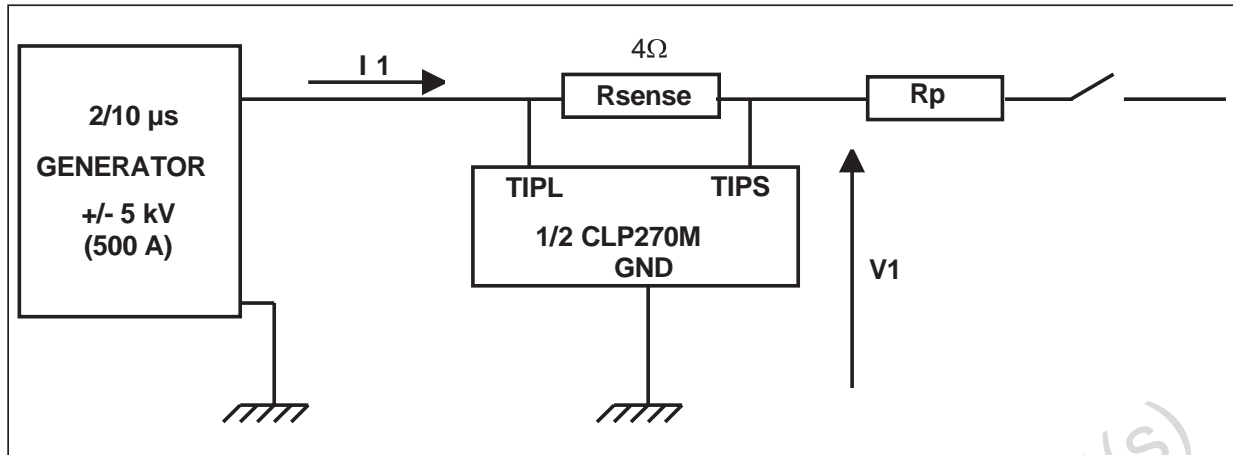 2/10 µs
GENERATOR
+/- 5 kV
(500 A)
I 1
4Ω
Rsense
Rp
TIPL TIPS
1/2 CLP270M
GND
V1